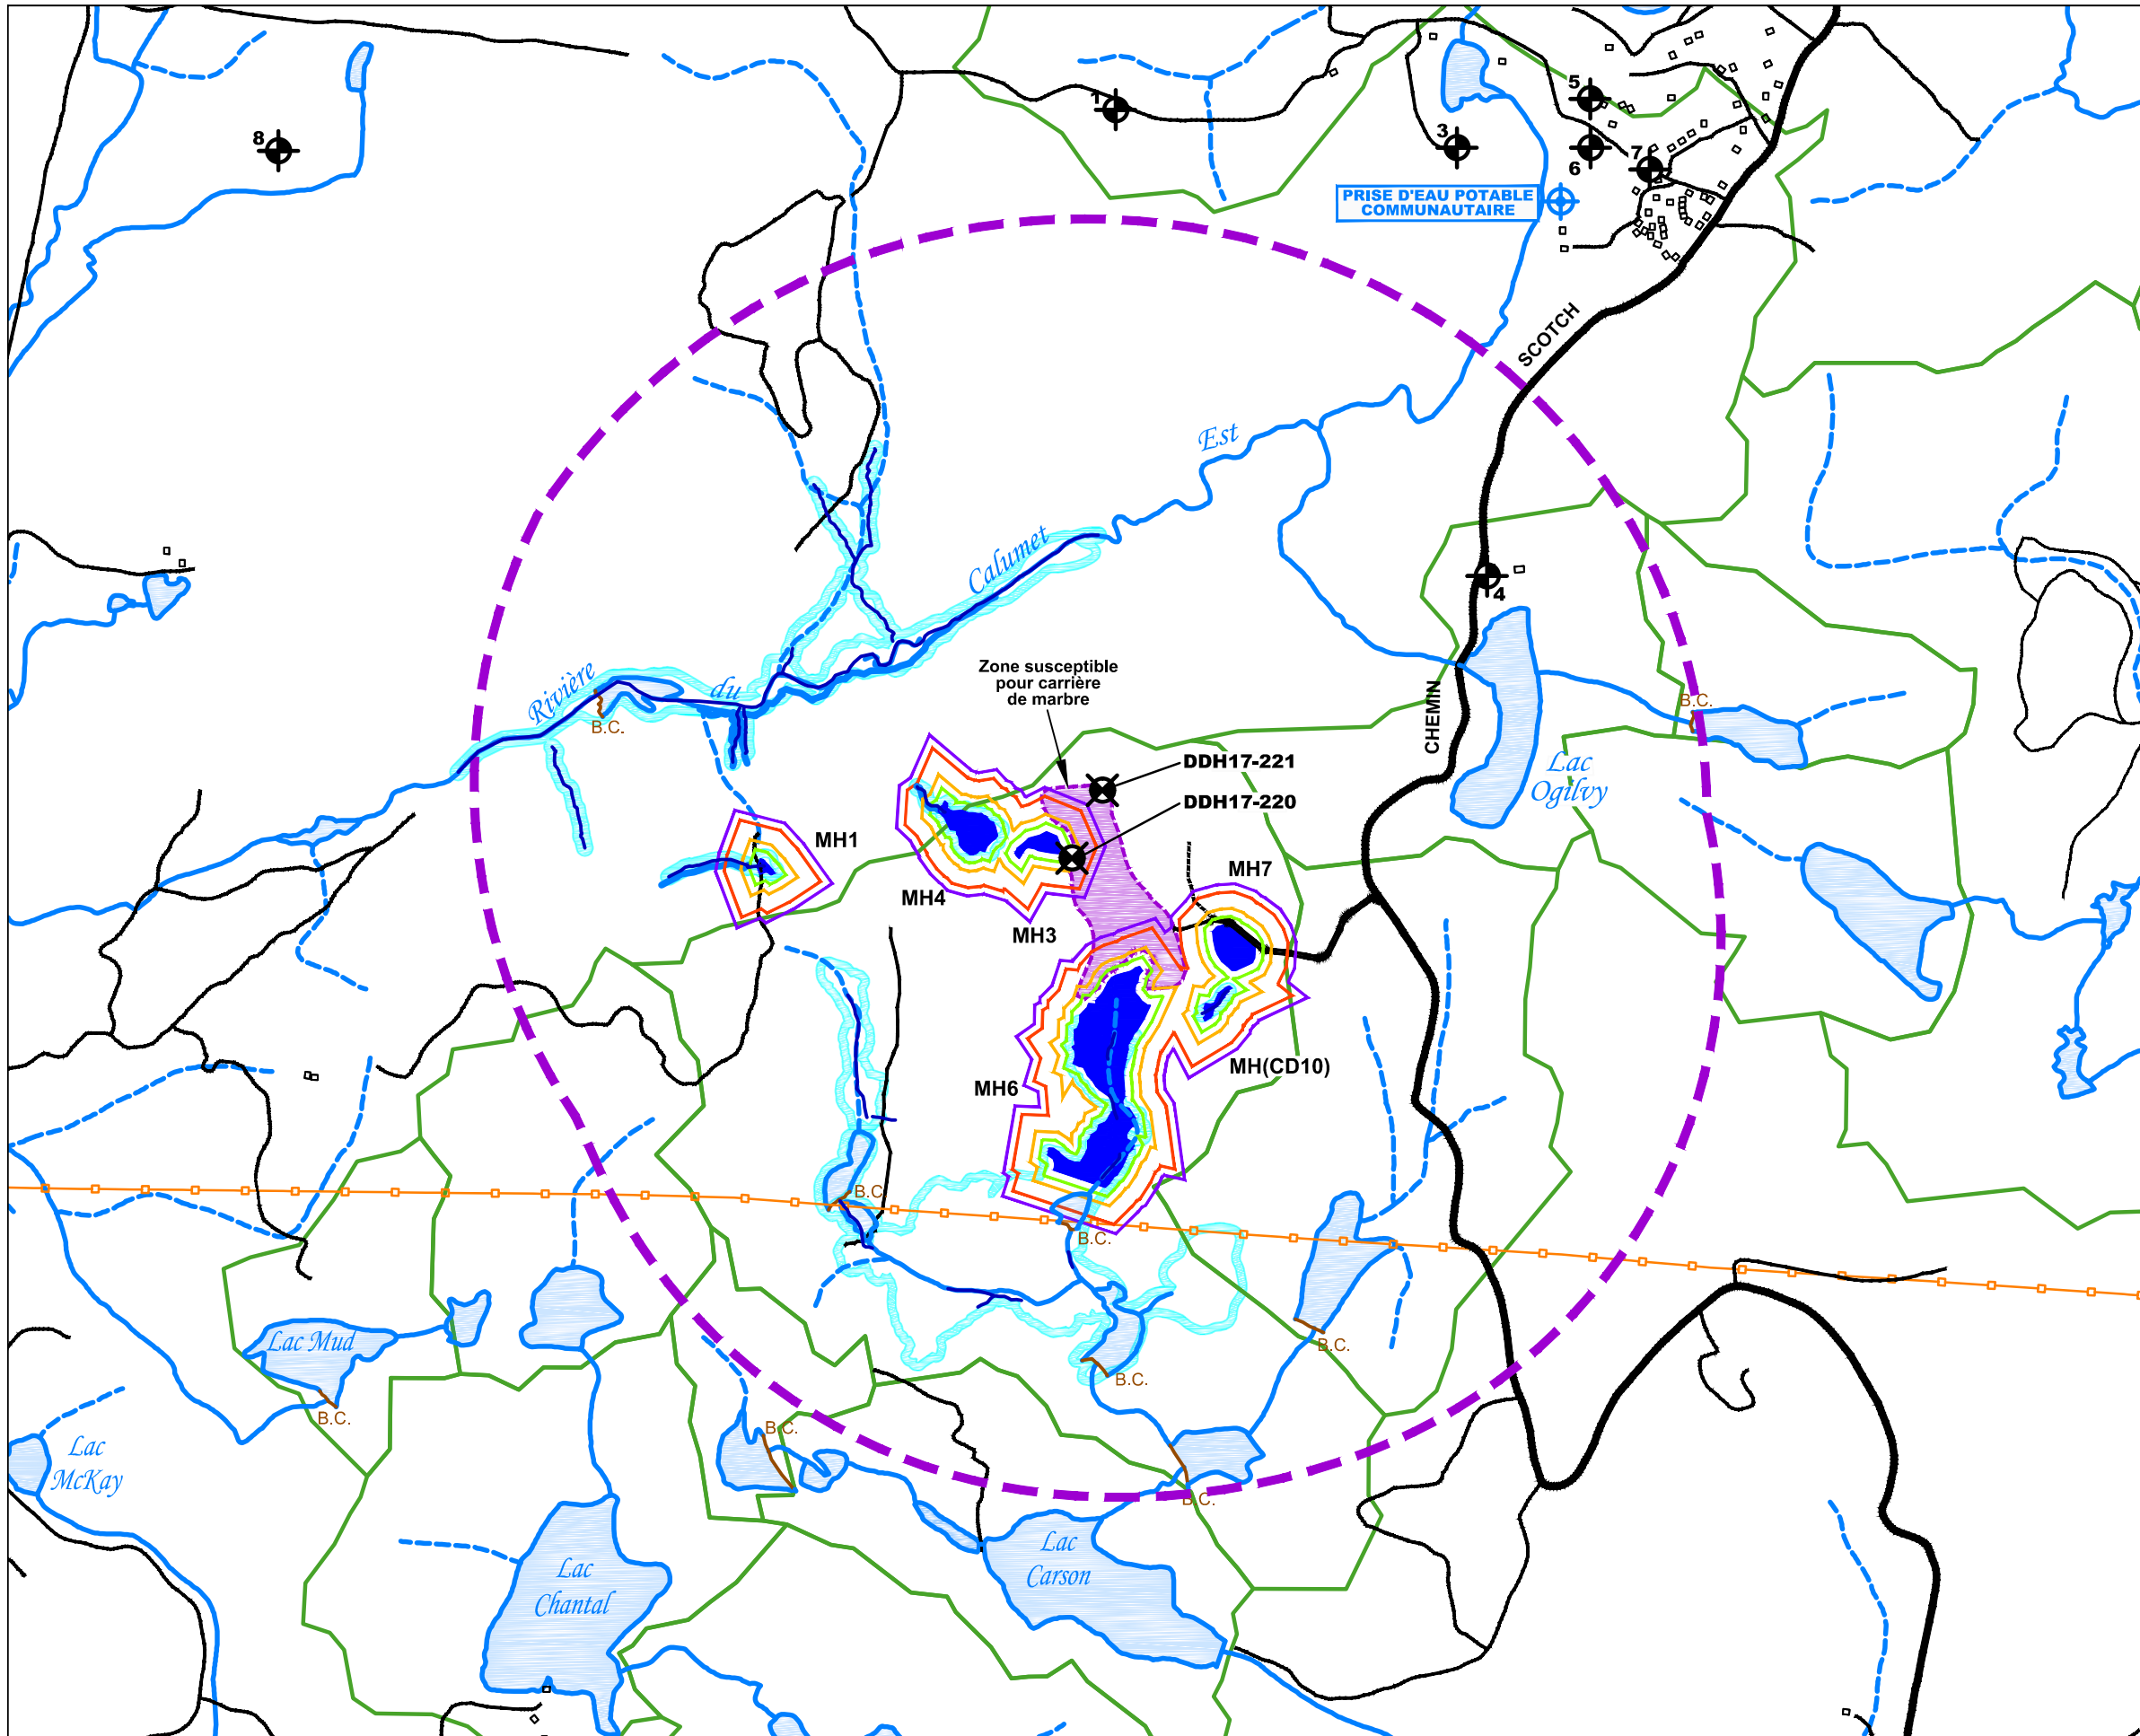 1
5
8
3
6
7
PRISE D'EAU POTABLE
COMMUNAUTAIRE
SCOTCH
Est
Calumet
4
Zone susceptible
pour carrière
de marbre
Rivière
du
B.C.
B.C.
CHEMIN
DDH17-221
Lac
Ogilvy
DDH17-220
MH1
MH7
MH4
MH3
MH(CD10)
MH6
B.C.
B.C.
Lac Mud
B.C.
B.C.
B.C.
B.C.
Lac
McKay
B.C.
Lac
Carson
Lac
Chantal